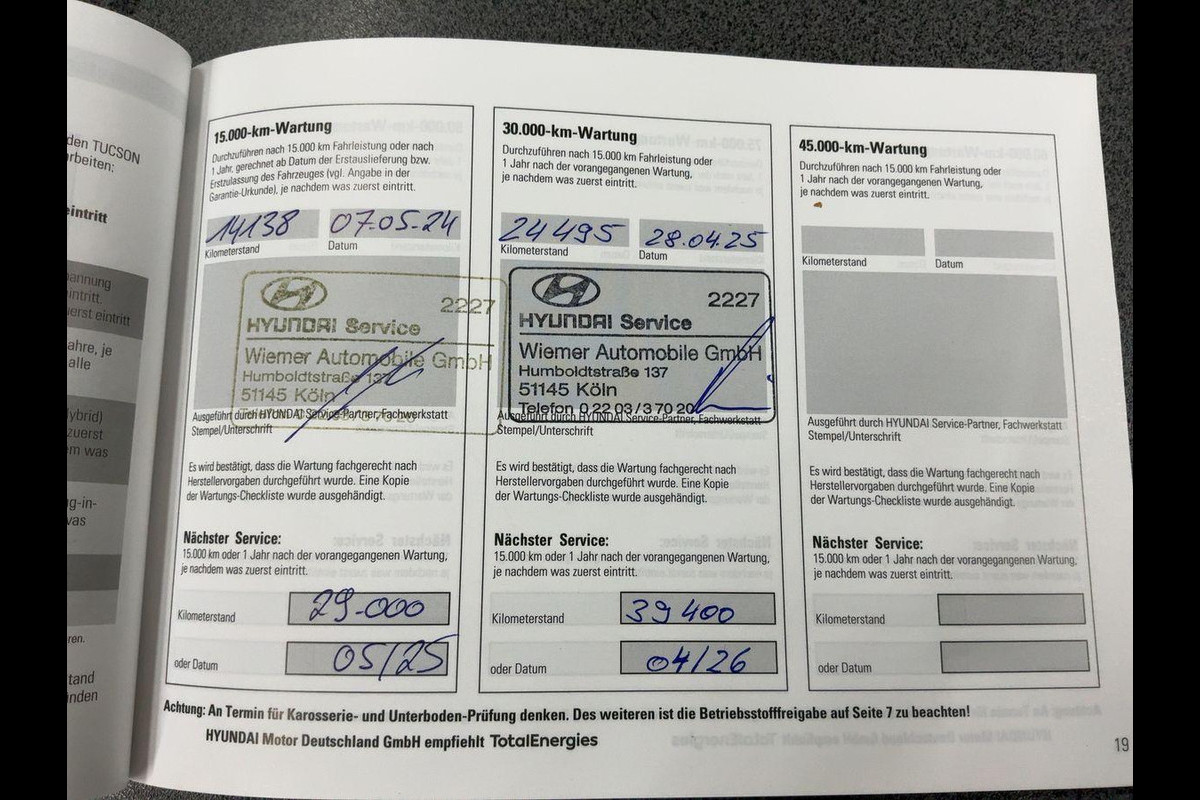 den TUCSON
rbeiten:
eintritt
annung
intritt.
uerst eintritt
ahre, je
alle
lybrid)
zuerst
m was
ug-in-
vas
ren.
tand
inden
15.000-km-Wartung
Durchzuführen nach 15.000 km Fahrleistung oder nach
1 Jahr, gerechnet ab Datum der Erstauslieferung bzw.
Erstzulassung des Fahrzeuges (vgl. Angabe in der
Garantie-Urkunde), je nachdem was zuerst eintritt.
14138 07.05.24
Kilometerstand Datum
2227
HYUNDAI Service
Wiemer Automobile GmbH
Humboldtstraße 137
51145 Köln
Ausgeführt durch HYUNDAI Service-Partner, Fachwerkstatt
Stempel/Unterschrift
Es wird bestätigt, dass die Wartung fachgerecht nach
Herstellervorgaben durchgeführt wurde. Eine Kopie
der Wartungs-Checkliste wurde ausgehändigt.
Nächster Service:
15.000 km oder 1 Jahr nach der vorangegangenen Wartung,
je nachdem was zuerst eintritt.
Kilometerstand 29.000
oder Datum 05/25
30.000-km-Wartung
Durchzuführen nach 15.000 km Fahrleistung oder
1 Jahr nach der vorangegangenen Wartung,
je nachdem was zuerst eintritt.
24495 28.04.25
Kilometerstand Datum
2227
HYUNDAI Service
Wiemer Automobile GmbH
Humboldtstraße 137
51145 Köln
Telefon 0 22 03 / 3 70 20
Ausgeführt durch HYUNDAI Service-Partner, Fachwerkstatt
Stempel/Unterschrift
Es wird bestätigt, dass die Wartung fachgerecht nach
Herstellervorgaben durchgeführt wurde. Eine Kopie
der Wartungs-Checkliste wurde ausgehändigt.
Nächster Service:
15.000 km oder 1 Jahr nach der vorangegangenen Wartung,
je nachdem was zuerst eintritt.
Kilometerstand 39 400
oder Datum 04/26
45.000-km-Wartung
Durchzuführen nach 15.000 km Fahrleistung oder
1 Jahr nach der vorangegangenen Wartung,
je nachdem was zuerst eintritt.
Kilometerstand Datum
Ausgeführt durch HYUNDAI Service-Partner, Fachwerkstatt
Stempel/Unterschrift
Es wird bestätigt, dass die Wartung fachgerecht nach
Herstellervorgaben durchgeführt wurde. Eine Kopie
der Wartungs-Checkliste wurde ausgehändigt.
Nächster Service:
15.000 km oder 1 Jahr nach der vorangegangenen Wartung,
je nachdem was zuerst eintritt.
Kilometerstand
oder Datum
Achtung: An Termin für Karosserie- und Unterboden-Prüfung denken. Des weiteren ist die Betriebsstofffreigabe auf Seite 7 zu beachten!
HYUNDAI Motor Deutschland GmbH empfiehlt TotalEnergies
19